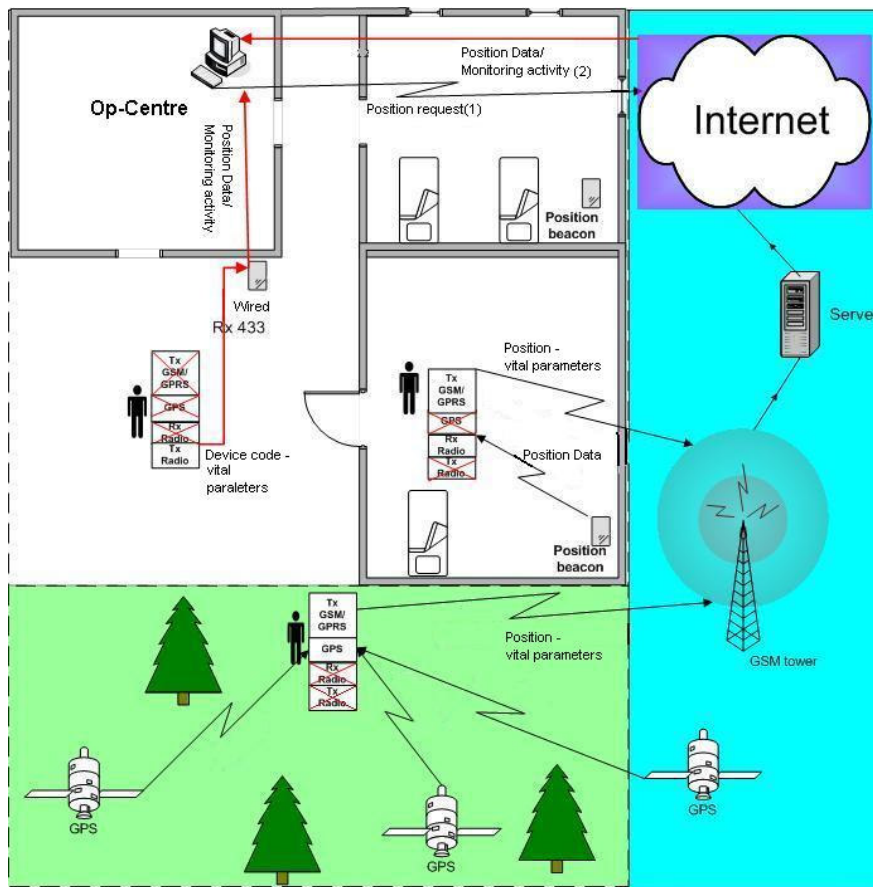 Position Data/
Monitoring activity (2)
Op-Centre
Position request(1)
Internet
Position Data/
Monitoring activity.
Position
beacon
Wired
Rx 433
Server
Tx
GSM/
GPRS
GPS
Rx
Radio
Tx
Radio
Device code -
vital
paraleters
Position -
vital parameters
Tx
GSM/
GPRS
GPS
Rx
Radio
Tx
Radio
Position Data
Position
beacon
Tx
GSM/
GPRS
GPS
Rx
Radio
Tx
Radio
Position -
vital parameters
GSM tower
GPS
GPS
GPS